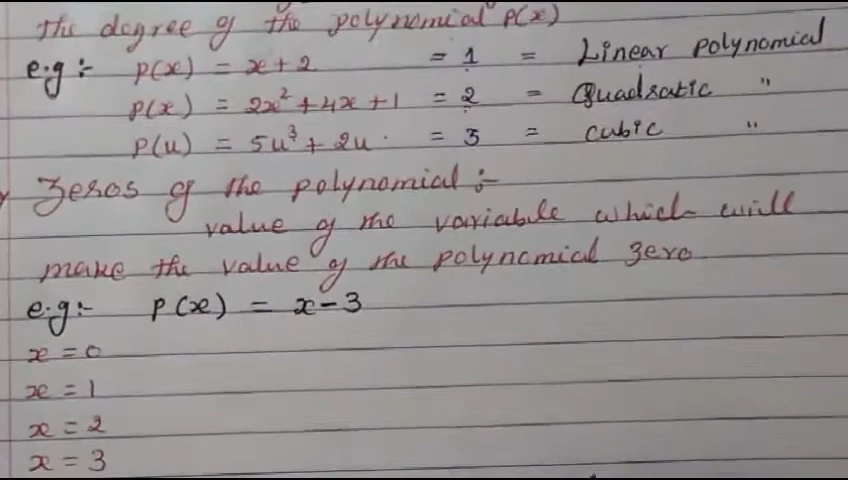 the degree of the polynomial p(x)
e.g :- p(x) = x + 2 = 1 = Linear polynomial
p(x) = 2x² + 4x + 1 = 2 = Quadratic "
p(u) = 5u³ + 2u . = 3 = cubic "
Zeros of the polynomial :-
value of the variable which will
make the value of the polynomial zero
e.g :- p(x) = x - 3
x = 0
x = 1
x = 2
x = 3